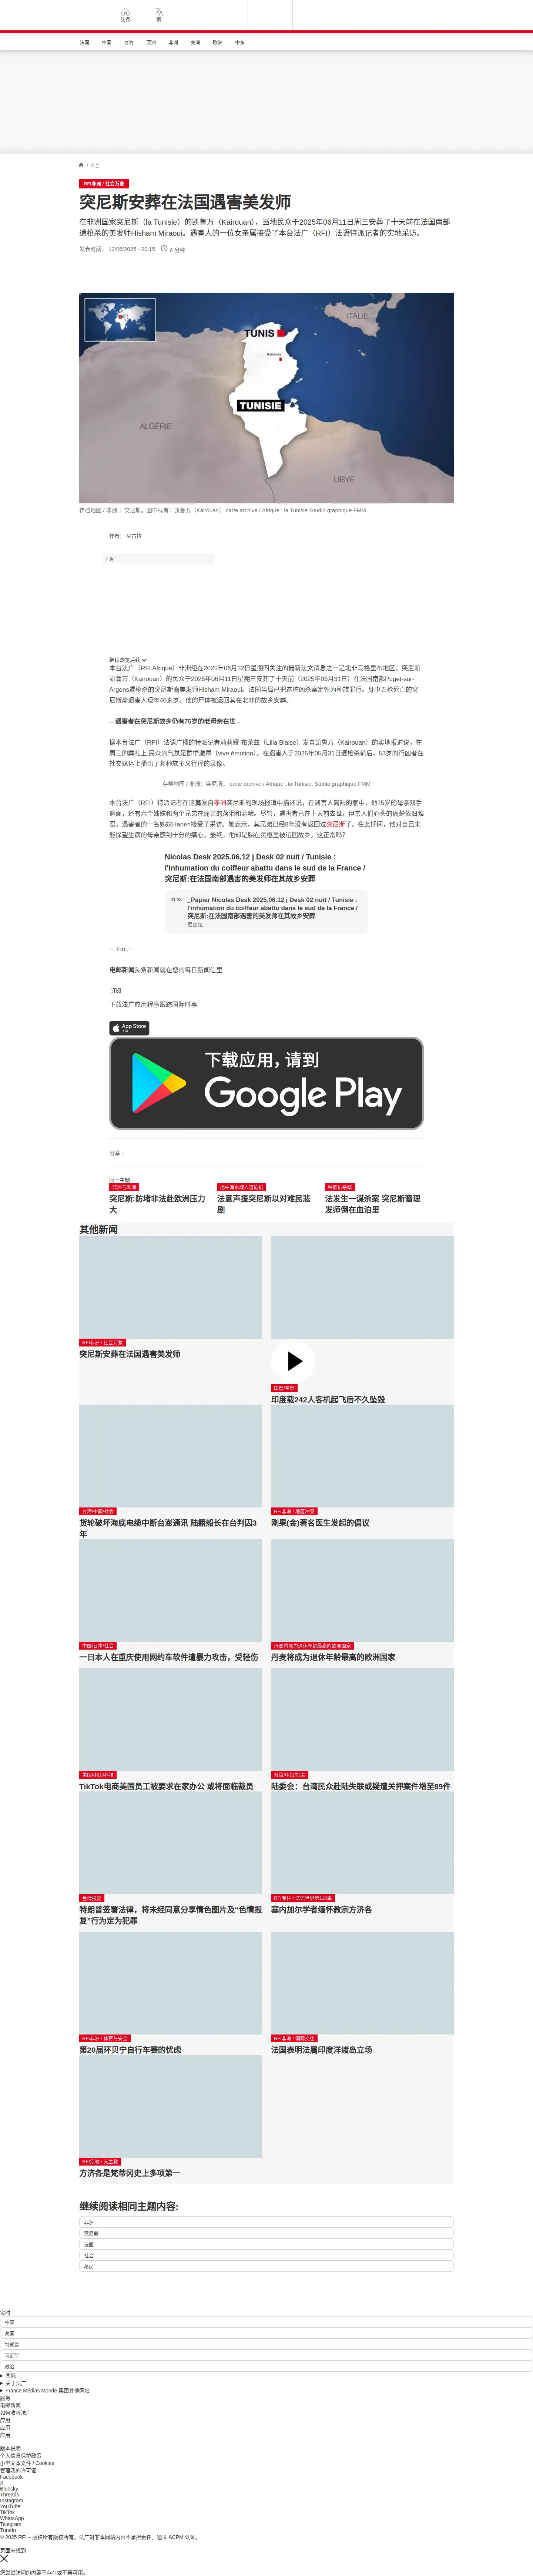 头条
繁
法国
中国
台海
亚洲
非洲
美洲
欧洲
中东
社会
RFI非洲 / 社会万象
突尼斯安葬在法国遇害美发师
在非洲国家突尼斯（la Tunisie）的凯鲁万（Kairouan），当地民众于2025年06月11日周三安葬了十天前在法国南部
遭枪杀的美发师Hisham Miraoui。遇害人的一位女亲属接受了本台法广（RFI）法语特派记者的实地采访。
发表时间： 12/06/2025 - 20:15
6 分钟
ITALIE
TUNIS
Kairouan
TUNISIE
ALGÉRIE
LIBYE
存档地图 / 非洲 ： 突尼斯。图中标有：凯鲁万（Kairouan） carte archive / Afrique : la Tunisie Studio graphique FMM
作者： 尼古拉
广告
继续浏览后续
本台法广（RFI Afrique）非洲组在2025年06月12日星期四关注的最新法文消息之一是北非马格里布地区，突尼斯
凯鲁万（Kairouan）的民众于2025年06月11日星期三安葬了十天前（2025年05月31日）在法国南部Puget-sur-
Argens遭枪杀的突尼斯裔美发师Hisham Miraoui。法国当局已把这桩凶杀案定性为种族罪行。身中五枪死亡的突
尼斯裔遇害人现年40来岁。他的尸体被运回其在北非的故乡安葬。
-- 遇害者在突尼斯故乡仍有75岁的老母亲在世 -
据本台法广（RFI）法语广播的特派记者莉莉娅·布莱兹（Lilia Blaise）发自凯鲁万（Kairouan）的实地报道说，在
周三的葬礼上,民众的气氛是群情激昂（vive émotion）。在遇害人于2025年05月31日遭枪杀前后，53岁的行凶者在
社交媒体上播出了其种族主义行径的录像。
存档地图 / 非洲：突尼斯。 carte archive / Afrique : la Tunisie. Studio graphique FMM
本台法广（RFI）特派记者在这篇发自非洲突尼斯的现场报道中描述说，在遇害人简陋的家中，他75岁的母亲双手
遮面，还有六个姊妹和两个兄弟在痛苦的落泪和悲啼。尽管，遇害者已在十天前去世，但亲人们心头的痛楚依旧难
忍。遇害者的一名姊妹Hanen接受了采访。她表示，其兄弟已经8年没有返回过突尼斯了。在此期间，他对自己未
能探望生病的母亲感到十分的痛心。最终，他却是躺在灵柩里被运回故乡。这正常吗？
Nicolas Desk 2025.06.12 j Desk 02 nuit / Tunisie :
l'inhumation du coiffeur abattu dans le sud de la France /
突尼斯:在法国南部遇害的美发师在其故乡安葬
01:38
_Papier Nicolas Desk 2025.06.12 j Desk 02 nuit / Tunisie :
l'inhumation du coiffeur abattu dans le sud de la France /
突尼斯:在法国南部遇害的美发师在其故乡安葬
尼古拉
~. Fin .~
电邮新闻头条新闻就在您的每日新闻信里
订阅
下载法广应用程序跟踪国际时事
App Store
下载
下载应用，请到
Google Play
分享 :
同一主题
非洲与欧洲
突尼斯:防堵非法赴欧洲压力
大
地中海水域人道危机
法意声援突尼斯以对难民悲
剧
种族仇杀案
法发生一谋杀案 突尼斯裔理
发师倒在血泊里
其他新闻
RFI非洲 / 社会万象
突尼斯安葬在法国遇害美发师
印度/空难
印度载242人客机起飞后不久坠毁
台湾/中国/社会
货轮破坏海底电缆中断台澎通讯 陆籍船长在台判囚3
年
RFI非洲 / 地区冲突
刚果(金)著名医生发起的倡议
中国/日本/社会
一日本人在重庆使用网约车软件遭暴力攻击，受轻伤
丹麦将成为退休年龄最高的欧洲国家
丹麦将成为退休年龄最高的欧洲国家
美国/中国/科技
TikTok电商美国员工被要求在家办公 或将面临裁员
台湾/中国/社会
陆委会：台湾民众赴陆失联或疑遭关押案件增至89件
色情报复
特朗普签署法律，将未经同意分享情色图片及“色情报
复”行为定为犯罪
RFI专栏 / 法语世界第118集
塞内加尔学者缅怀教宗方济各
RFI非洲 / 体育与安全
第20届环贝宁自行车赛的忧虑
RFI非洲 / 国际交往
法国表明法属印度洋诸岛立场
RFI宗教 / 天主教
方济各是梵蒂冈史上多项第一
继续阅读相同主题内容:
非洲
突尼斯
法国
社会
移民
实时
中国
美国
特朗普
习近平
政治
国际
关于法广
France Médias Monde 集团其他网站
服务
电邮新闻
如何收听法广
应用
应用
应用
版本说明
个人信息保护政策
小型文本文件 / Cookies
管理我的许可证
Facebook
X
Bluesky
Threads
Instagram
YouTube
TikTok
WhatsApp
Telegram
TuneIn
© 2025 RFI – 版权所有版权所有。法广对非本网站内容不承担责任。通过 ACPM 认证。
页面未找到
您尝试访问的内容不存在或不再可用。